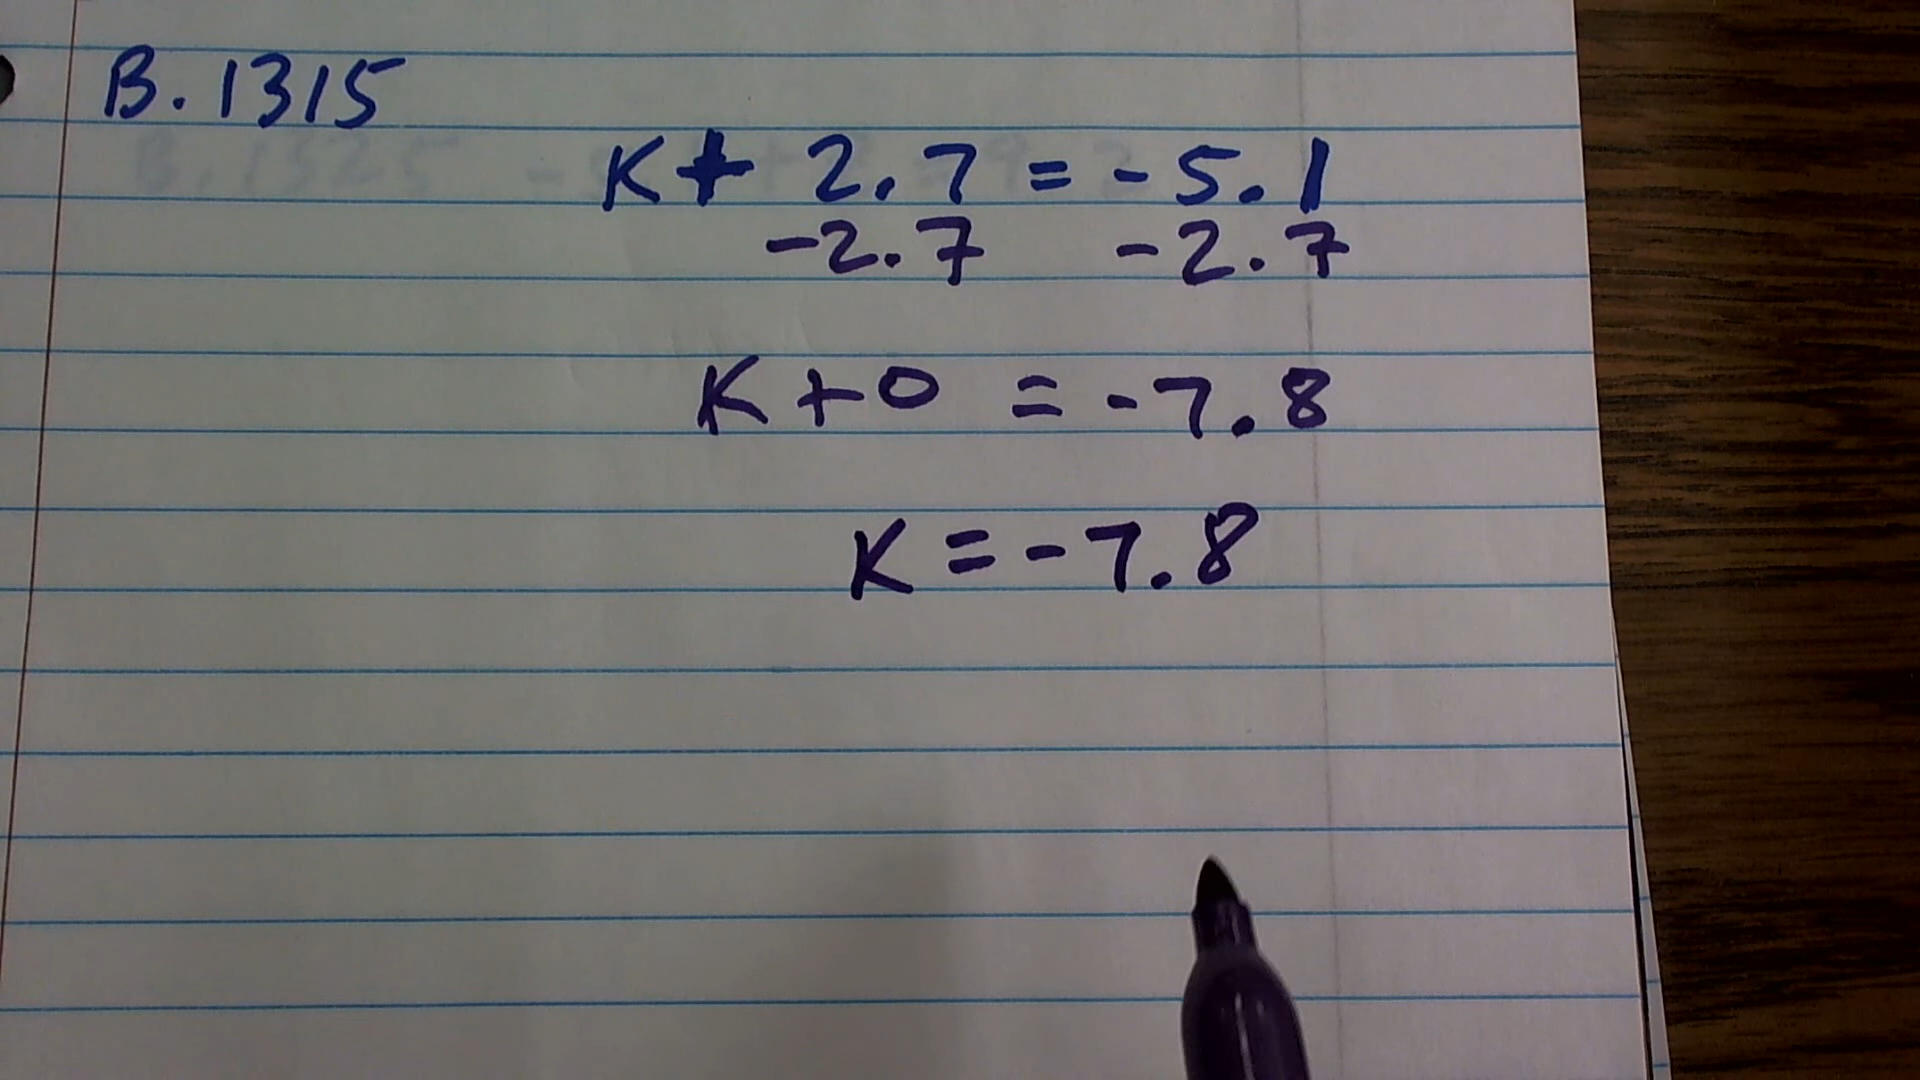 B.1315
K + 2.7 = -5.1
-2.7 -2.7
K + 0 = -7.8
K = -7.8